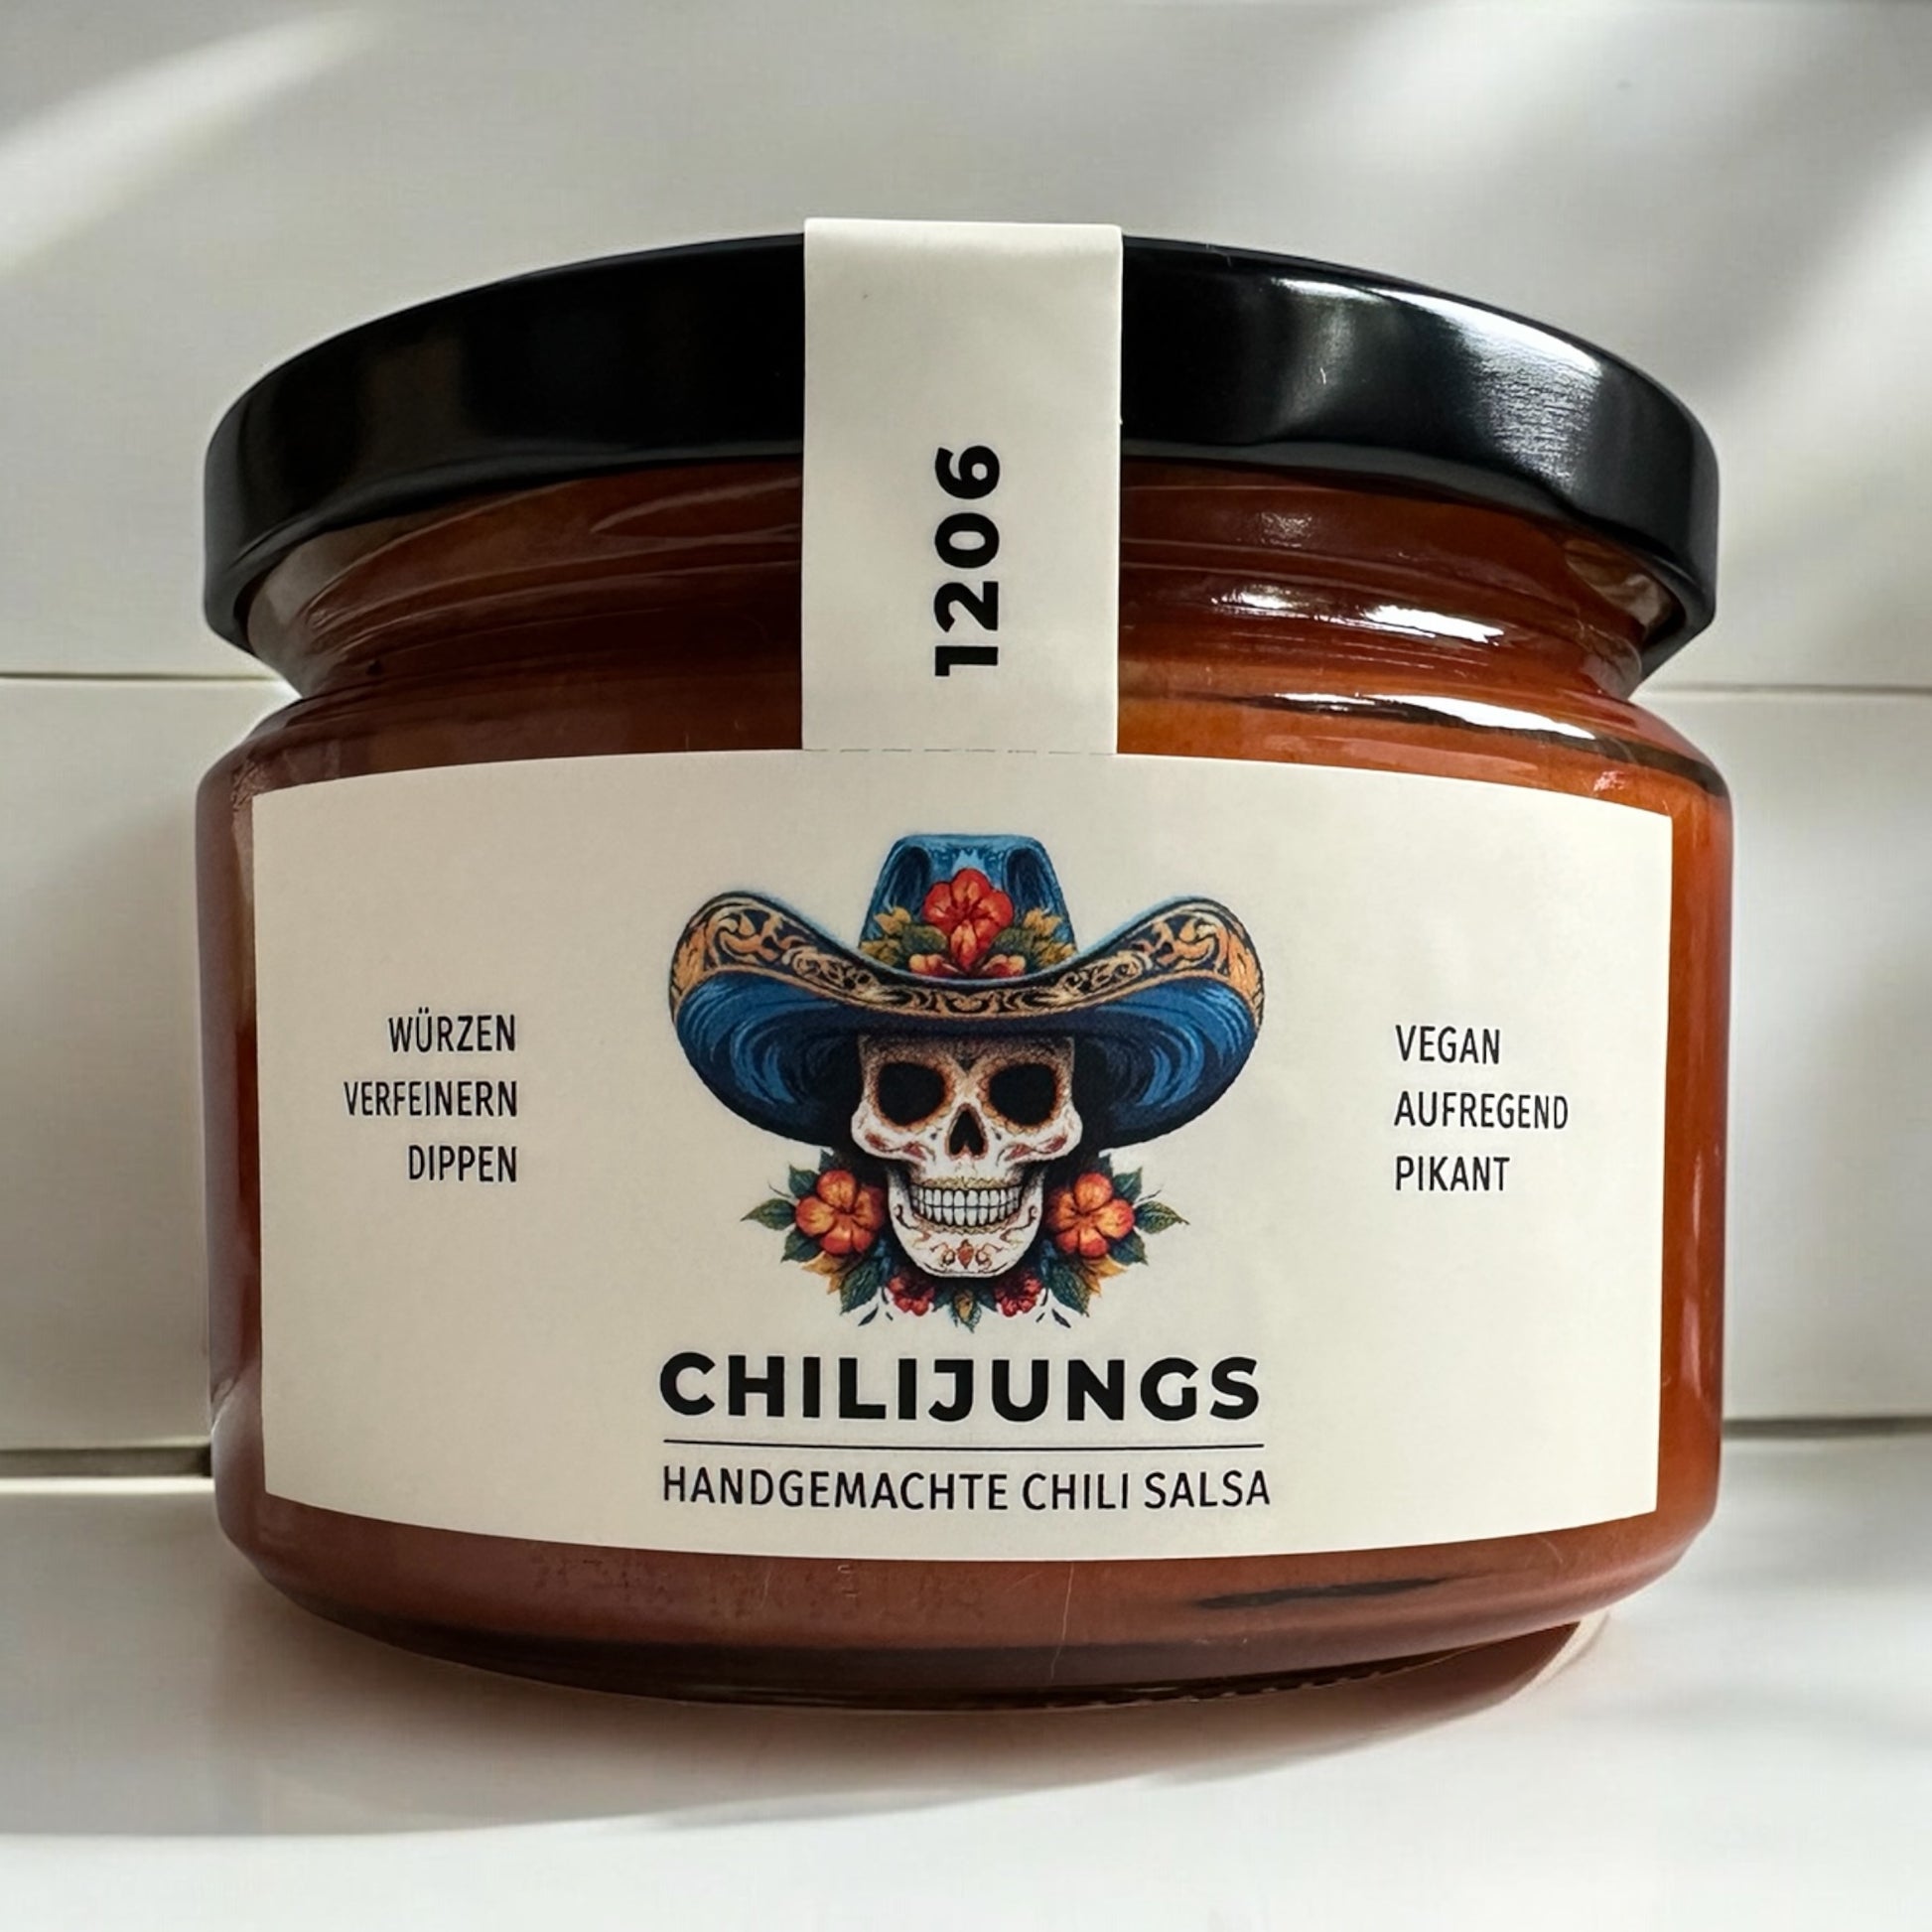 1206
WÜRZEN
VERFEINERN
DIPPEN
VEGAN
AUFREGEND
PIKANT
CHILIJUNGS
HANDGEMACHTE CHILI SALSA